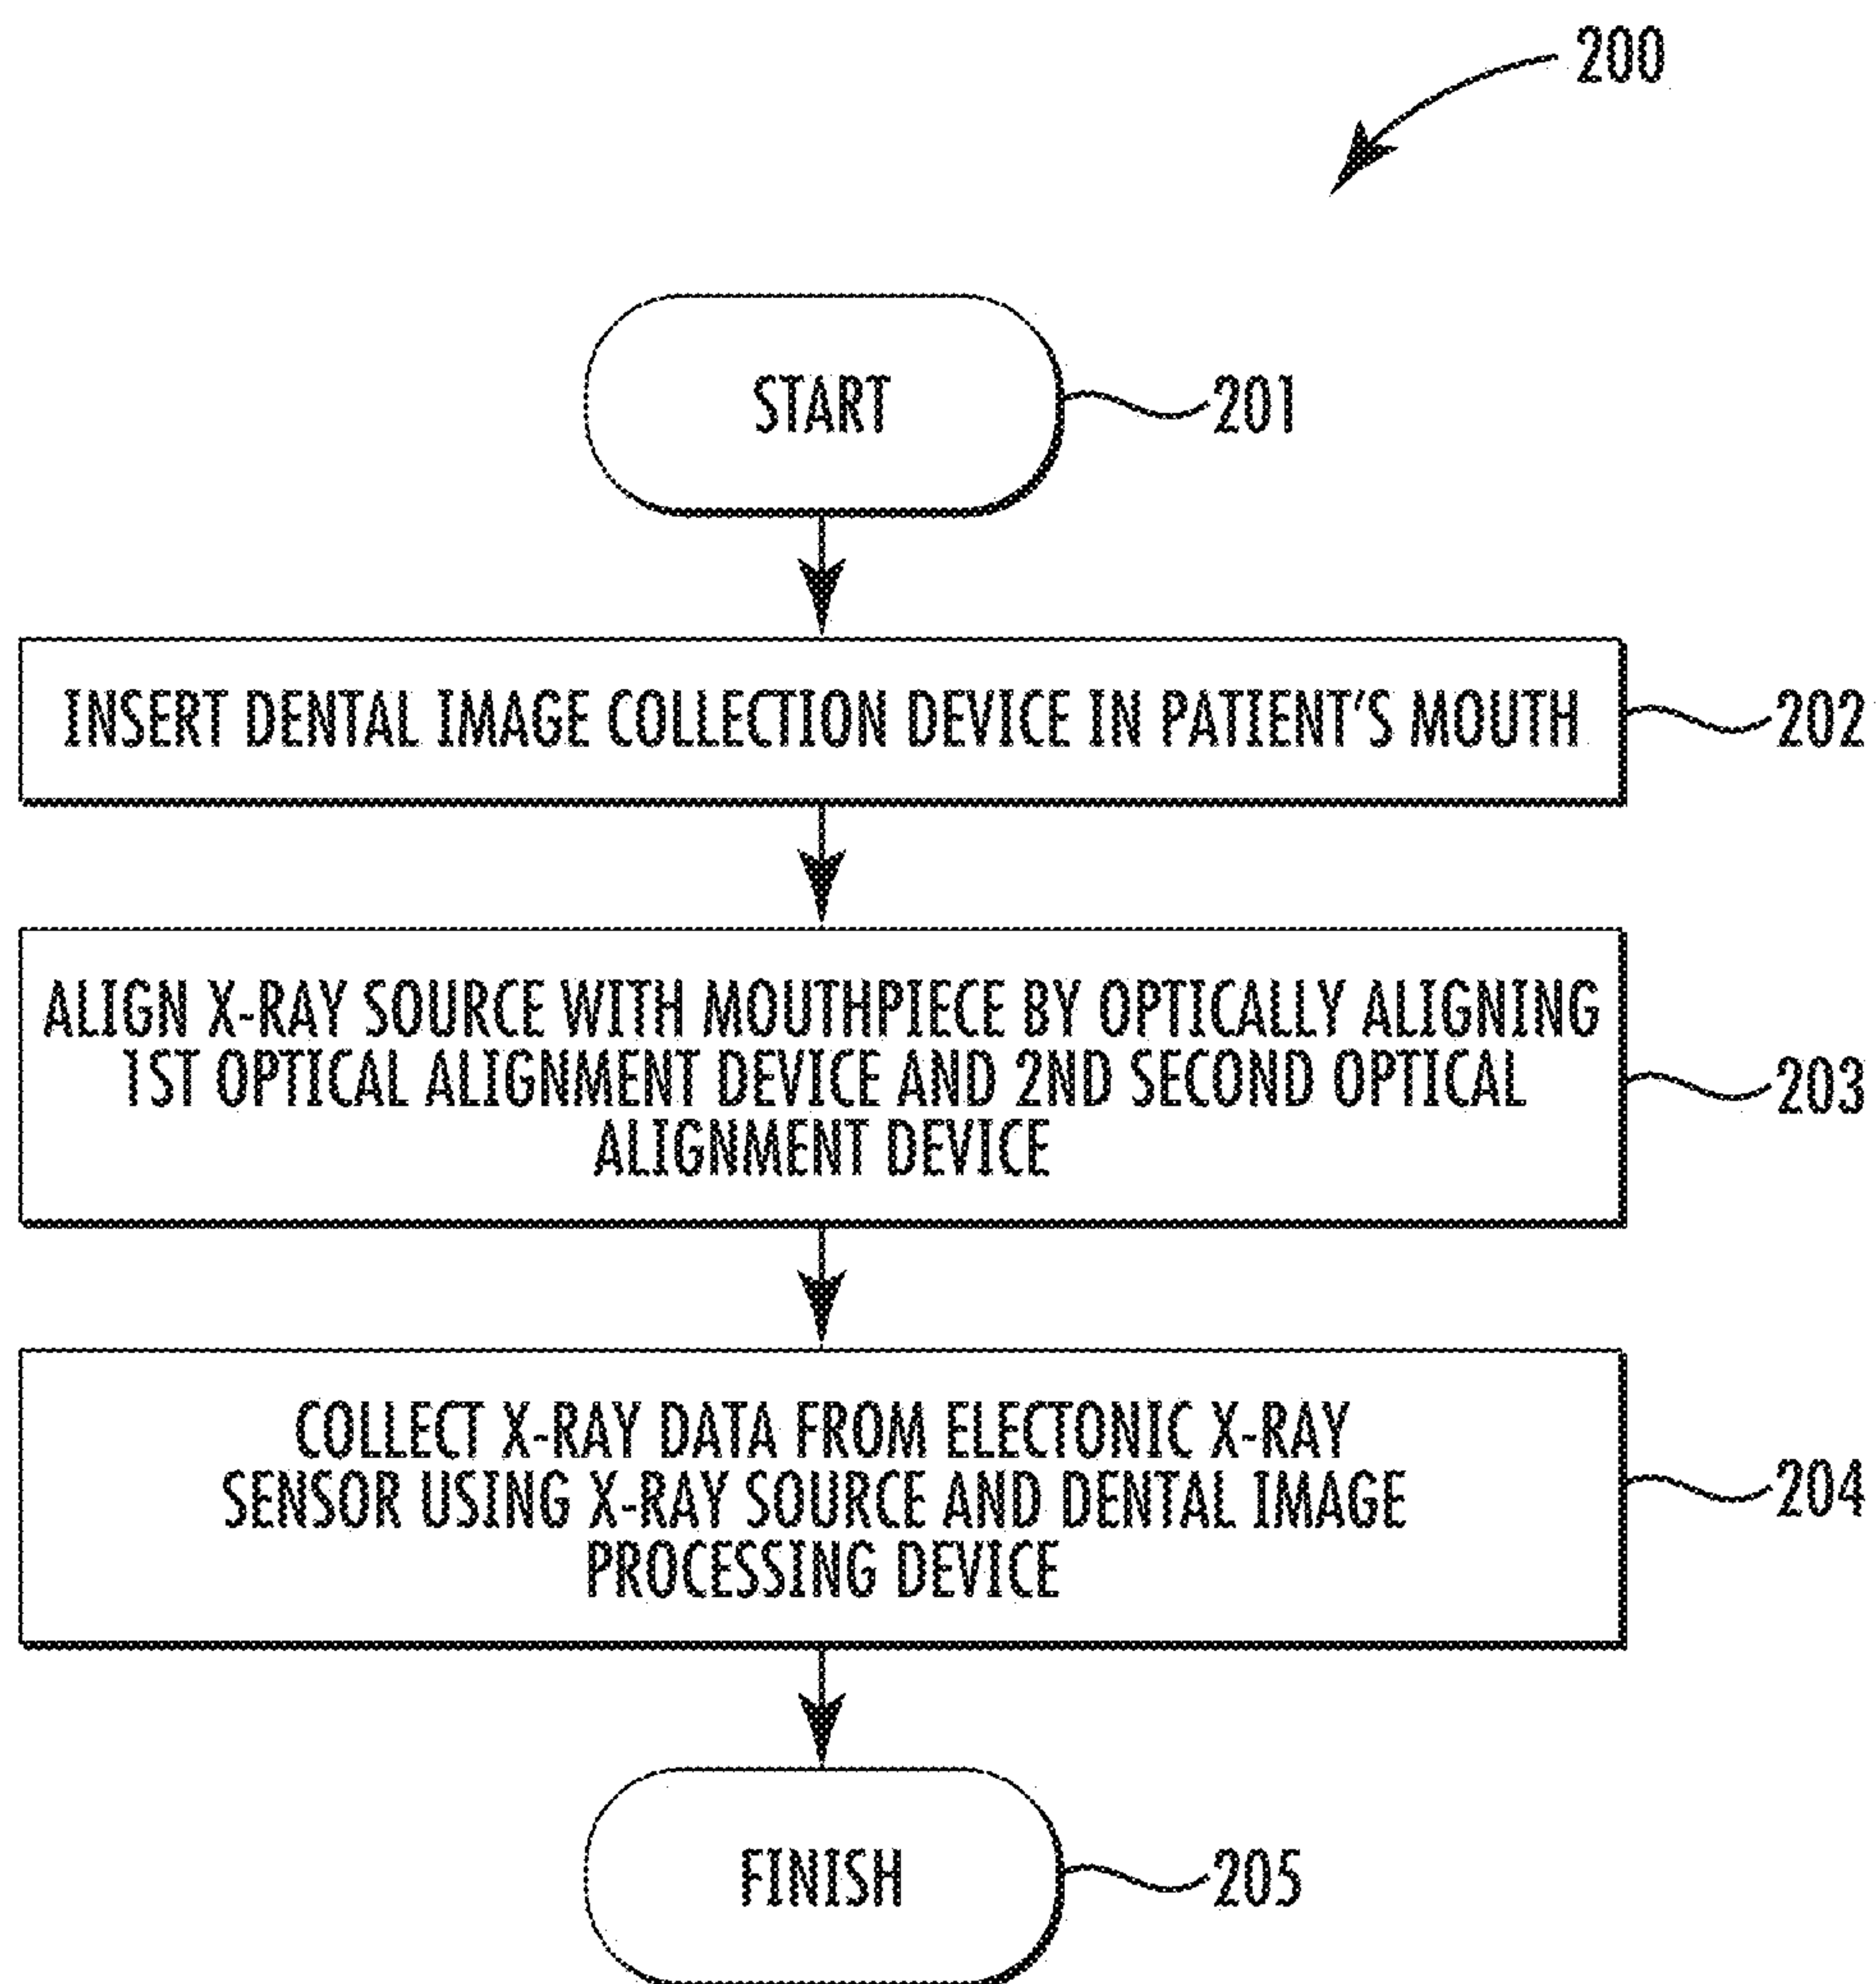 200
START
201
INSERT DENTAL IMAGE COLLECTION DEVICE IN PATIENT'S MOUTH
202
ALIGN X-RAY SOURCE WITH MOUTHPIECE BY OPTICALLY ALIGNING
1ST OPTICAL ALIGNMENT DEVICE AND 2ND SECOND OPTICAL
ALIGNMENT DEVICE
203
COLLECT X-RAY DATA FROM ELECTONIC X-RAY
SENSOR USING X-RAY SOURCE AND DENTAL IMAGE
PROCESSING DEVICE
204
FINISH
205